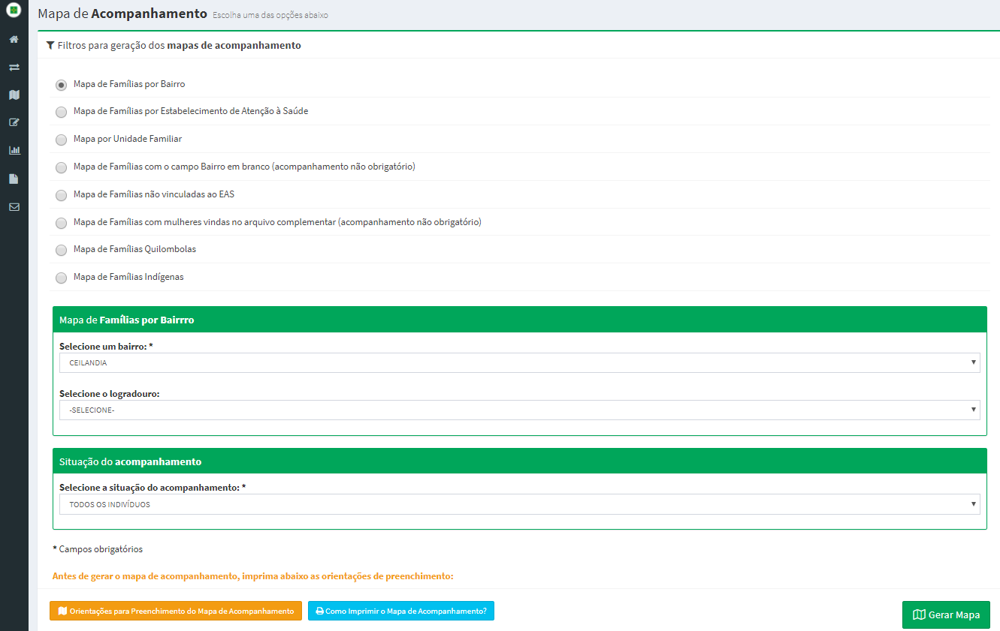 Mapa de Acompanhamento Escolha uma das opções abaixo
Filtros para geração dos mapas de acompanhamento
Mapa de Famílias por Bairro
Mapa de Famílias por Estabelecimento de Atenção à Saúde
Mapa por Unidade Familiar
Mapa de Famílias com o campo Bairro em branco (acompanhamento não obrigatório)
Mapa de Famílias não vinculadas ao EAS
Mapa de Famílias com mulheres vindas no arquivo complementar (acompanhamento não obrigatório)
Mapa de Famílias Quilombolas
Mapa de Famílias Indígenas
Mapa de Famílias por Bairrro
Selecione um bairro: *
CEILANDIA
Selecione o logradouro:
-SELECIONE-
Situação do acompanhamento
Selecione a situação do acompanhamento: *
TODOS OS INDIVÍDUOS
* Campos obrigatórios
Antes de gerar o mapa de acompanhamento, imprima abaixo as orientações de preenchimento:
Orientações para Preenchimento do Mapa de Acompanhamento
Como Imprimir o Mapa de Acompanhamento?
Gerar Mapa